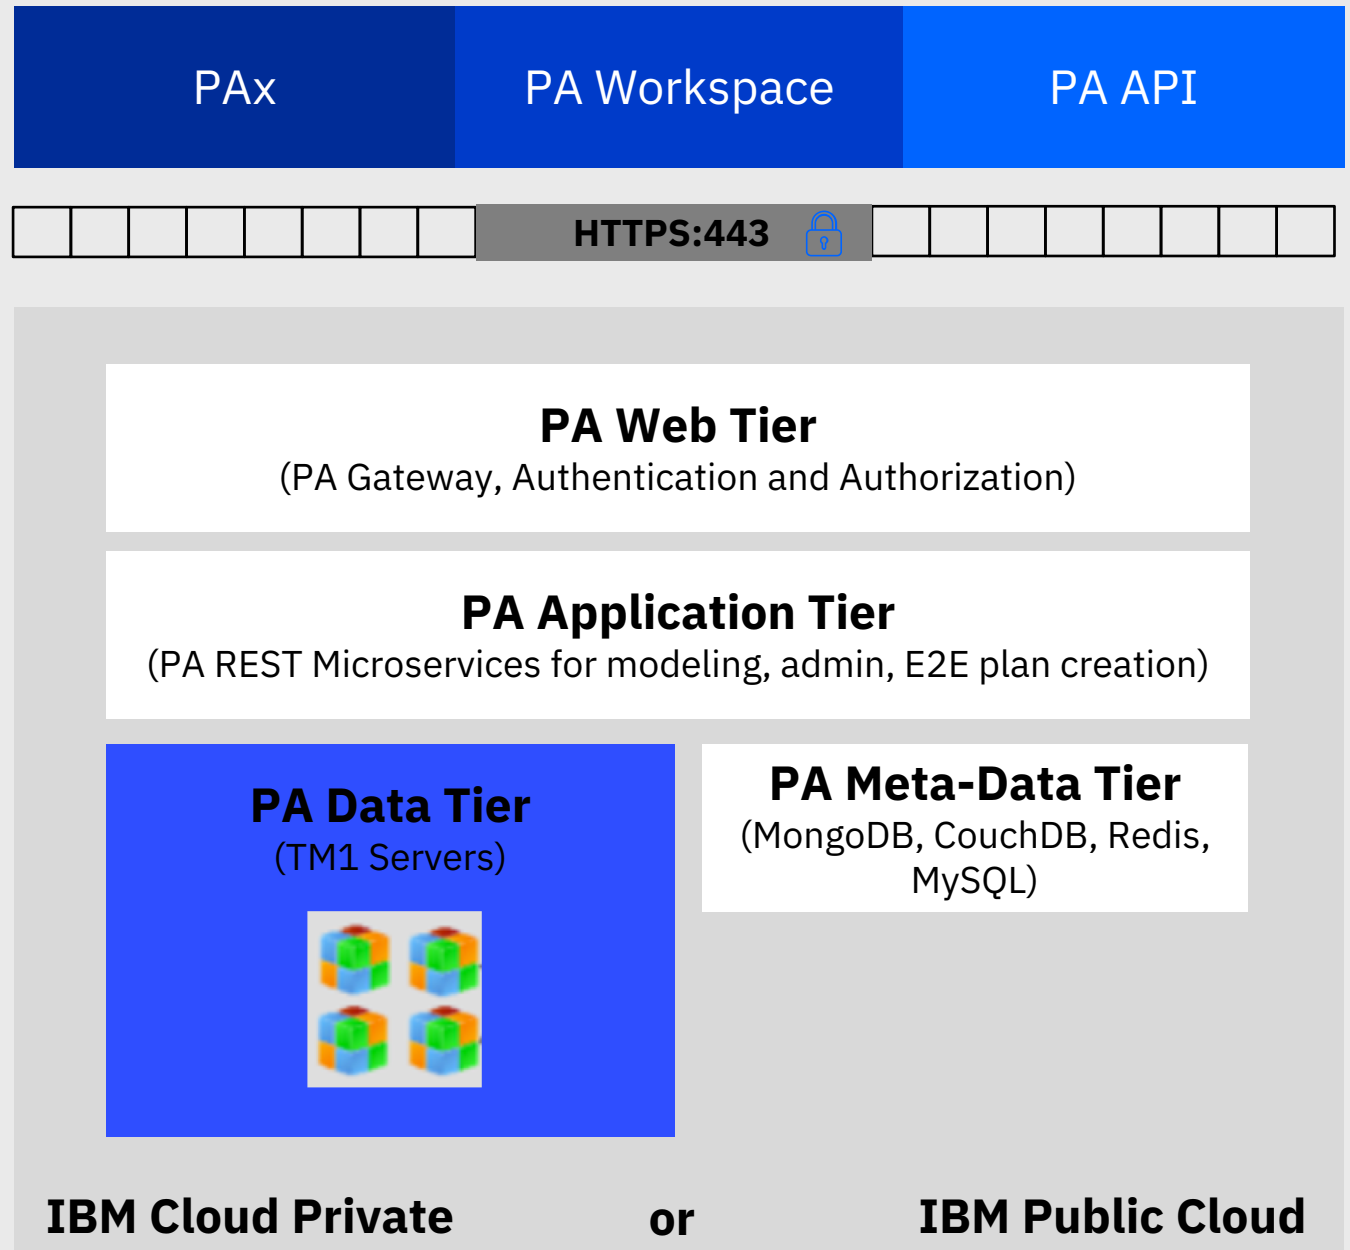 PAx
PA Workspace
PA API
HTTPS:443
PA Web Tier
(PA Gateway, Authentication and Authorization)
PA Application Tier
(PA REST Microservices for modeling, admin, E2E plan creation)
PA Data Tier
(TM1 Servers)
PA Meta-Data Tier
(MongoDB, CouchDB, Redis,
MySQL)
IBM Cloud Private
or
IBM Public Cloud